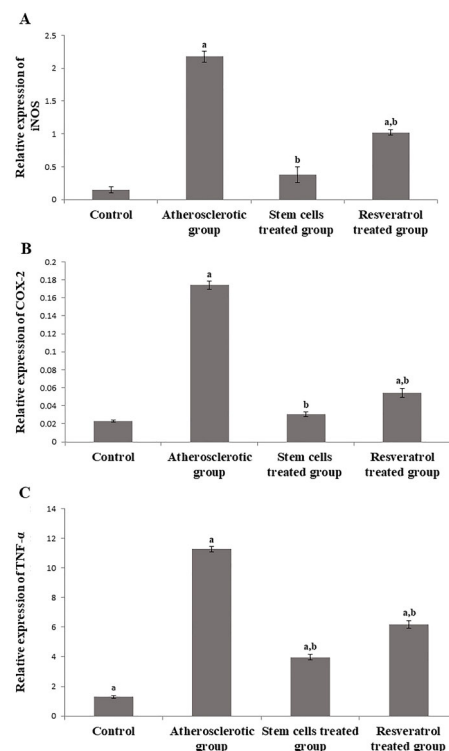 A
Relative expression of
iNOS
2.5
2
1.5
1
0.5
0
a
b
a,b
Control
Atherosclerotic
group
Stem cells
treated group
Resveratrol
treated group
B
Relative expression of COX-2
0.2
0.18
0.16
0.14
0.12
0.1
0.08
0.06
0.04
0.02
0
a
b
a,b
Control
Atherosclerotic
group
Stem cells
treated group
Resveratrol
treated group
C
Relative expression of TNF-α
14
12
10
8
6
4
2
0
a
a
a,b
a,b
Control
Atherosclerotic
group
Stem cells treated
group
Resveratrol
treated group